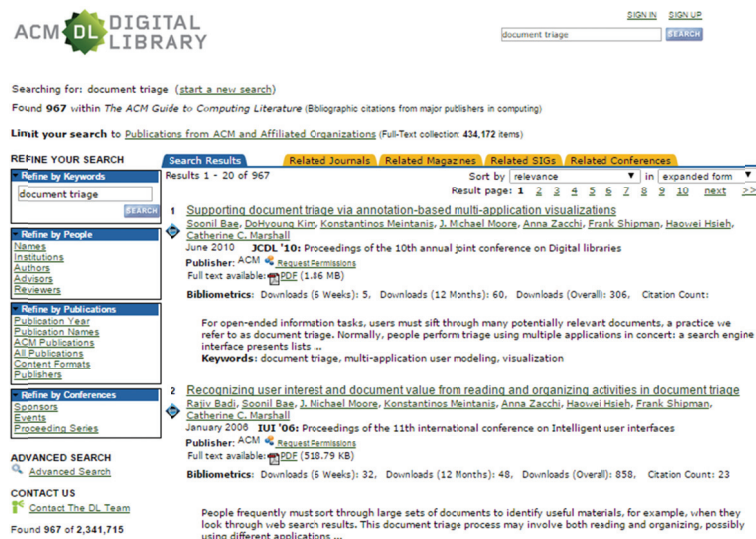 ACM DL DIGITAL LIBRARY
SIGN IN SIGN UP
document triage SEARCH
Searching for: document triage (start a new search)
Found 967 within The ACM Guide to Computing Literature (Bbliographic citations from major publishers in computing)
Limit your search to Publications from ACM and Affiliated Organizations (Full-Text collection: 434,172 items)
REFINE YOUR SEARCH
Refine by Keywords
document triage
SEARCH
Refine by People
Names
Institutions
Authors
Advisors
Reviewers
Refine by Publications
Publication Year
Publication Names
ACM Publications
All Publications
Content Formats
Publishers
Refine by Conferences
Sponsors
Events
Proceeding Series
ADVANCED SEARCH
Advanced Search
CONTACT US
Contact The DL Team
Found 967 of 2,341,715
Search Results Related Journals Related Magaznes Related SIGs Related Conferences
Results 1 - 20 of 967 Sort by relevance in expanded form
Result page: 1 2 3 4 5 6 7 8 9 10 next >>
1 Supporting document triage via annotation-based multi-application visualizations
Soonil Bae, DoHyoung Kim, Konstantinos Meintanis, J. Mchael Moore, Anna Zacchi, Frank Shipman, Haowei Hsieh,
Catherine C. Marshall
June 2010 JCDL '10: Proceedings of the 10th annual joint conference on Digital libraries
Publisher: ACM Request Permissions
Full text available: PDF (1.86 MB)
Bibliometrics: Downloads (6 Weeks): 5, Downloads (12 Months): 60, Downloads (Overall): 306, Citation Count:
For open-ended information tasks, users must sift through many potentially relevant documents, a practice we
refer to as document triage. Normally, people perform triage using multiple applications in concert: a search engine
interface presents lists ...
Keywords: document triage, multi-application user modeling, visualization
2 Recognizing user interest and document value from reading and organizing activities in document triage
Rajiv Badi, Soonil Bae, J. Michael Moore, Konstantinos Meintanis, Anna Zacchi, Haowei Hsieh, Frank Shipman,
Catherine C. Marshall
January 2006 IUI '06: Proceedings of the 11th international conference on Intelligent user interfaces
Publisher: ACM Request Permissions
Full text available: PDF (518.79 KB)
Bibliometrics: Downloads (6 Weeks): 32, Downloads (12 Months): 48, Downloads (Overall): 858, Citation Count: 23
People frequently must sort through large sets of documents to identify useful materials, for example, when they
look through web search results. This document triage process may involve both reading and organizing, possibly
using different applications ...